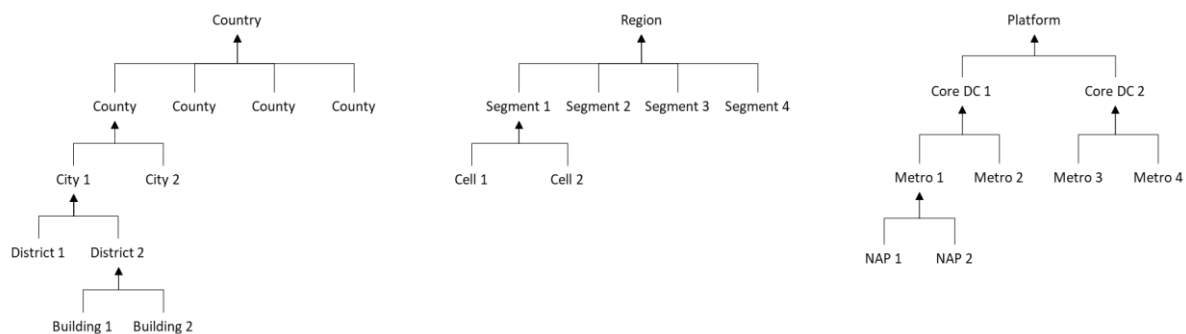 Country
County County County County
City 1 City 2
District 1 District 2
Building 1 Building 2
Region
Segment 1 Segment 2 Segment 3 Segment 4
Cell 1 Cell 2
Platform
Core DC 1 Core DC 2
Metro 1 Metro 2 Metro 3 Metro 4
NAP 1 NAP 2